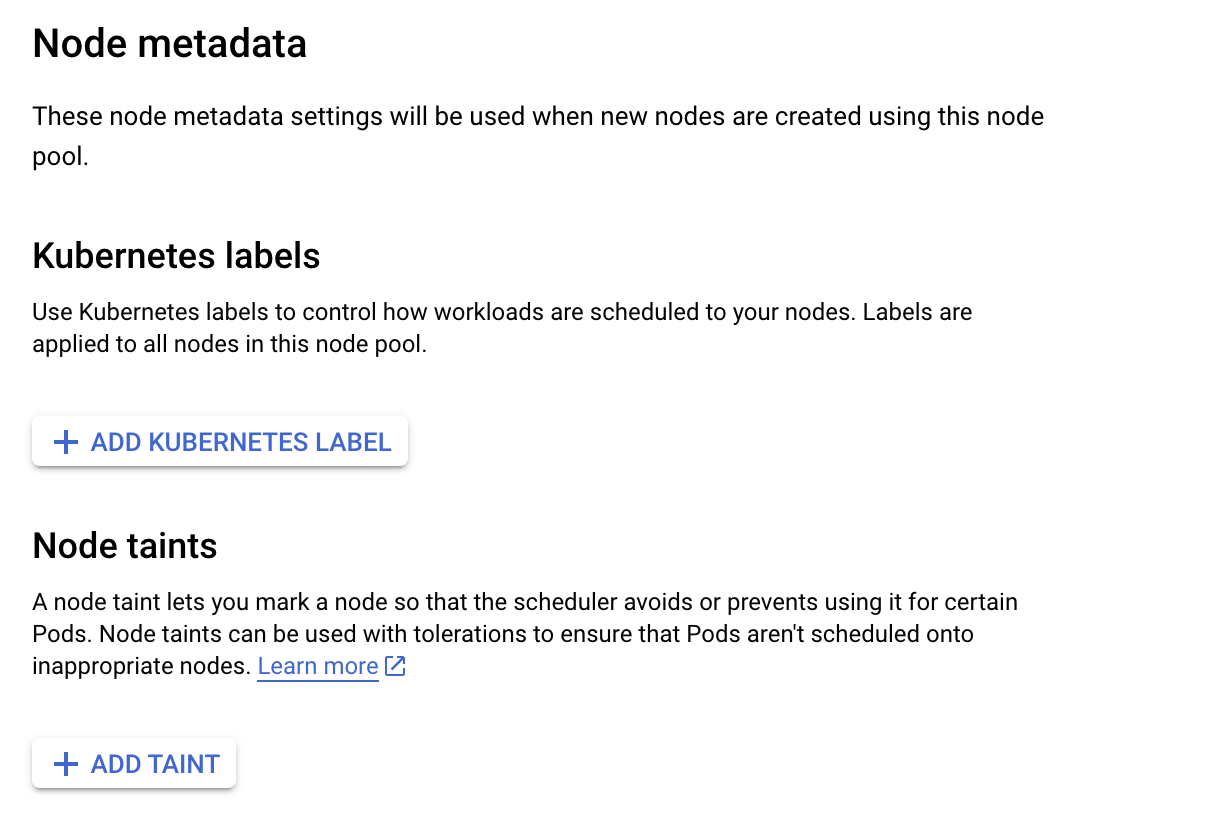 Node metadata
These node metadata settings will be used when new nodes are created using this node
pool.
Kubernetes labels
Use Kubernetes labels to control how workloads are scheduled to your nodes. Labels are
applied to all nodes in this node pool.
ADD KUBERNETES LABEL
Node taints
A node taint lets you mark a node so that the scheduler avoids or prevents using it for certain
Pods. Node taints can be used with tolerations to ensure that Pods aren't scheduled onto
inappropriate nodes. Learn more
ADD TAINT